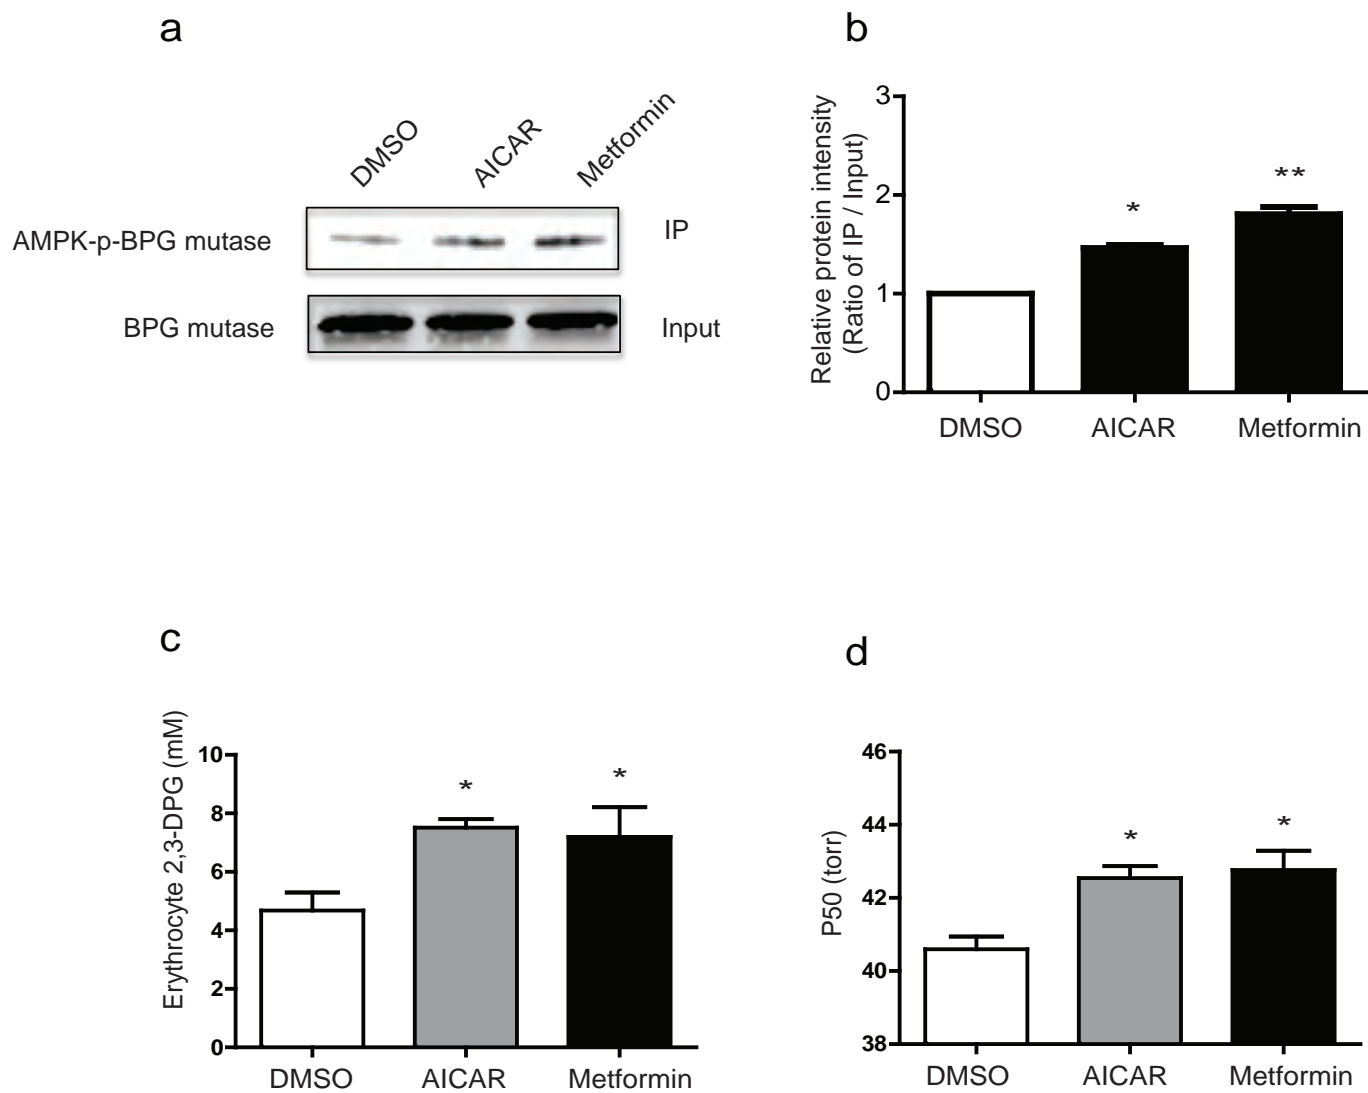 a
DMSO
AICAR
Metformin
AMPK-p-BPG mutase
IP
BPG mutase
Input
b
Relative protein intensity
(Ratio of IP / Input)
3
2
1
0
*
**
DMSO
AICAR
Metformin
c
Erythrocyte 2,3-DPG (mM)
10
8
6
4
2
0
*
*
DMSO
AICAR
Metformin
d
P50 (torr)
46
44
42
40
38
*
*
DMSO
AICAR
Metformin